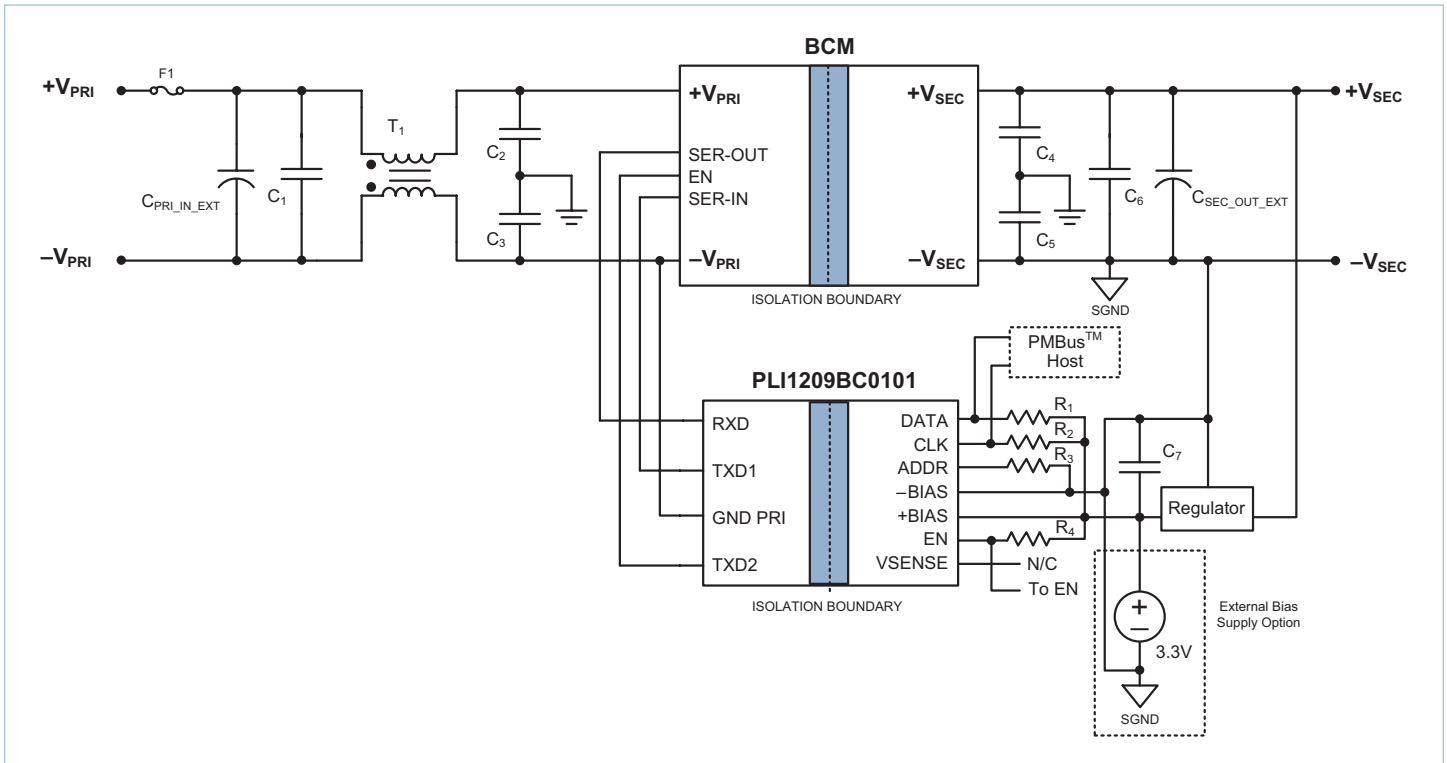 BCM
F1
+VPRI
T1
CPRI_IN_EXT
C1
C2
C3
–VPRI
+VPRI
SER-OUT
EN
SER-IN
–VPRI
+VSEC
–VSEC
ISOLATION BOUNDARY
C4
C5
C6
CSEC_OUT_EXT
+VSEC
–VSEC
SGND
PMBus™
Host
PLI1209BC0101
RXD
TXD1
GND PRI
TXD2
DATA
CLK
ADDR
–BIAS
+BIAS
EN
VSENSE
ISOLATION BOUNDARY
R1
R2
R3
R4
N/C
To EN
C7
Regulator
+
–
3.3V
SGND
External Bias
Supply Option